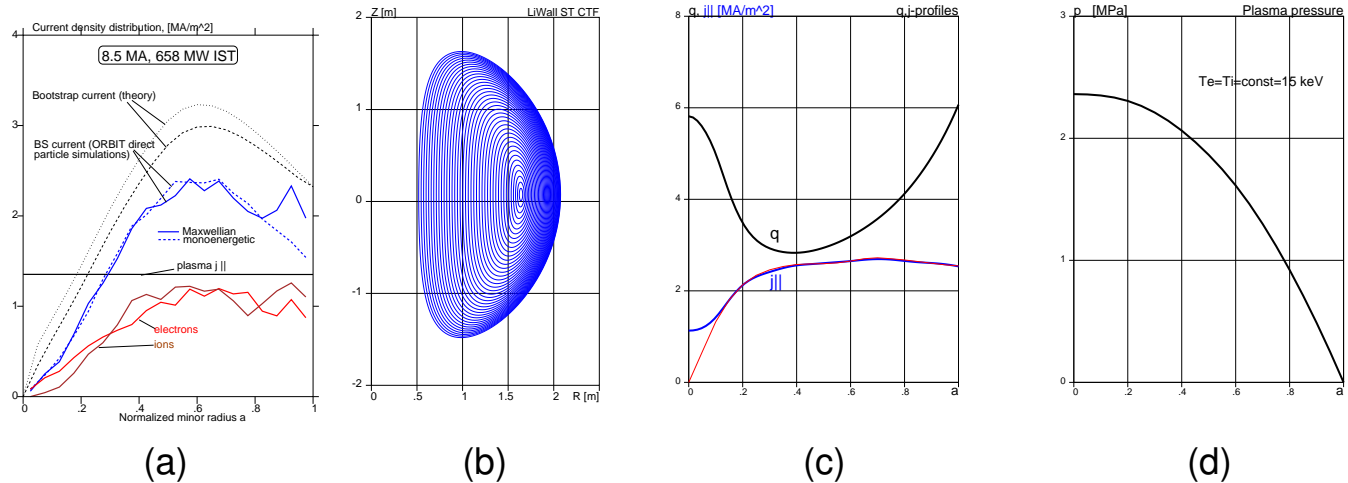 Current density distribution, [MA/m^2]
4
8.5 MA, 658 MW IST
Bootstrap current (theory)
3
BS current (ORBIT direct
particle simulations)
2
Maxwellian
monoenergetic
plasma j ||
1
electrons
ions
0
0 .2 .4 .6 .8 1
Normalized minor radius a
(a)
Z [m] LiWall ST CTF
2
1
0
-1
-2
0 0.5 1 1.5 2 R [m]
(b)
q, j|| [MA/m^2] q,j-profiles
8
6
4
q
j||
2
0
0 .2 .4 .6 .8 a
(c)
p [MPa] Plasma pressure
3
Te=Ti=const=15 keV
2
1
0
0 .2 .4 .6 .8 a
(d)